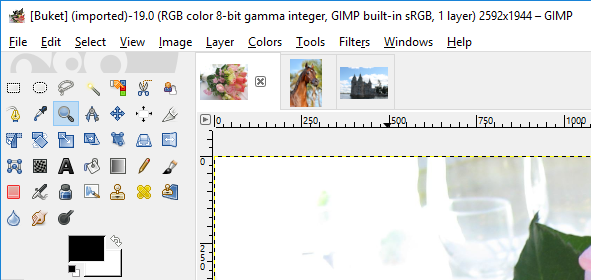 [Buket] (imported)-19.0 (RGB color 8-bit gamma integer, GIMP built-in sRGB, 1 layer) 2592x1944 – GIMP
File Edit Select View Image Layer Colors Tools Filters Windows Help
0 250 500 750 1000
0
2
5
0